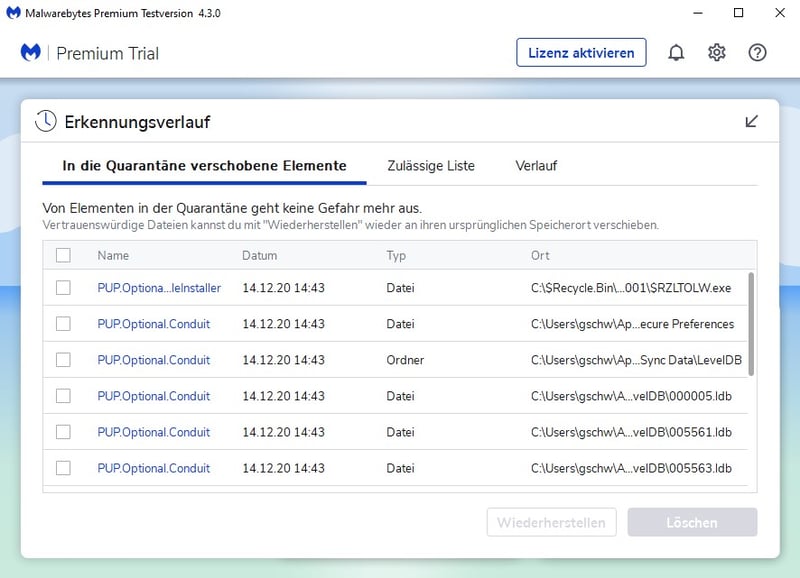 Malwarebytes Premium Testversion 4.3.0
Premium Trial
Lizenz aktivieren
Erkennungsverlauf
In die Quarantäne verschobene Elemente Zulässige Liste Verlauf
Von Elementen in der Quarantäne geht keine Gefahr mehr aus.
Vertrauenswürdige Dateien kannst du mit "Wiederherstellen" wieder an ihren ursprünglichen Speicherort verschieben.
Name Datum Typ Ort
PUP.Optiona...leInstaller 14.12.20 14:43 Datei C:\$Recycle.Bin\...001\$RZLTOLW.exe
PUP.Optional.Conduit 14.12.20 14:43 Datei C:\Users\gschw\Ap...ecure Preferences
PUP.Optional.Conduit 14.12.20 14:43 Ordner C:\Users\gschw\Ap...Sync Data\LevelDB
PUP.Optional.Conduit 14.12.20 14:43 Datei C:\Users\gschw\A...velDB\000005.ldb
PUP.Optional.Conduit 14.12.20 14:43 Datei C:\Users\gschw\A...velDB\005561.ldb
PUP.Optional.Conduit 14.12.20 14:43 Datei C:\Users\gschw\A...velDB\005563.ldb
Wiederherstellen Löschen